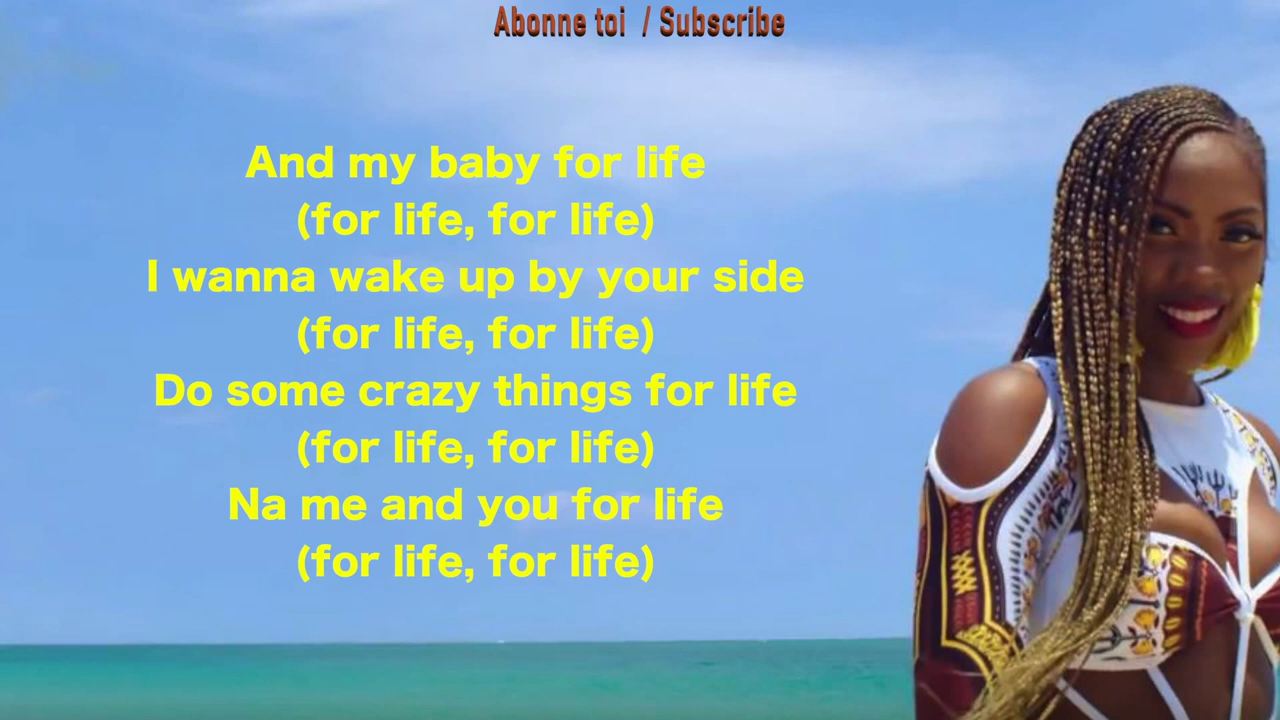 Abonne toi / Subscribe
And my baby for life
(for life, for life)
I wanna wake up by your side
(for life, for life)
Do some crazy things for life
(for life, for life)
Na me and you for life
(for life, for life)